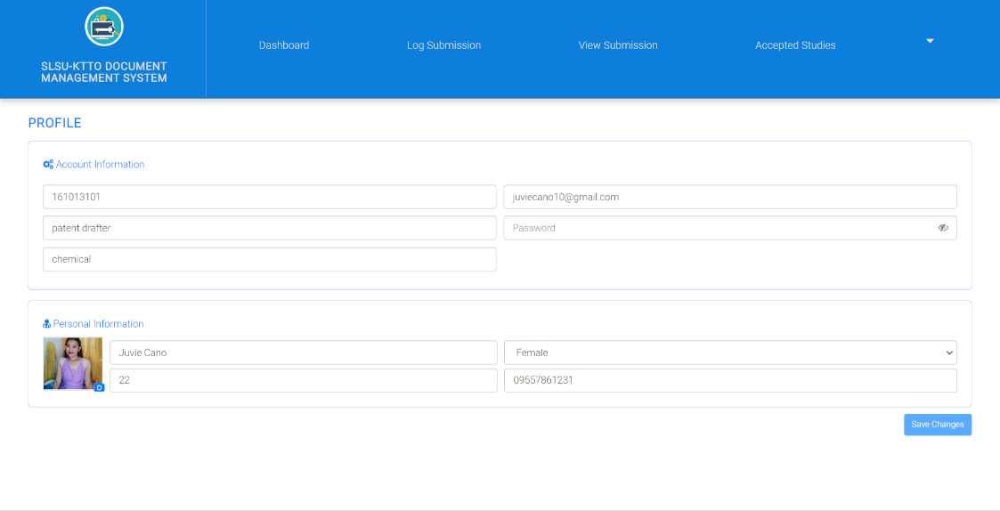 SLSU-KTTO DOCUMENT
MANAGEMENT SYSTEM
Dashboard
Log Submission
View Submission
Accepted Studies
PROFILE
Account Information
161013101
juviecano10@gmail.com
patent drafter
Password
chemical
Personal Information
Juvie Cano
Female
22
09557861231
Save Changes